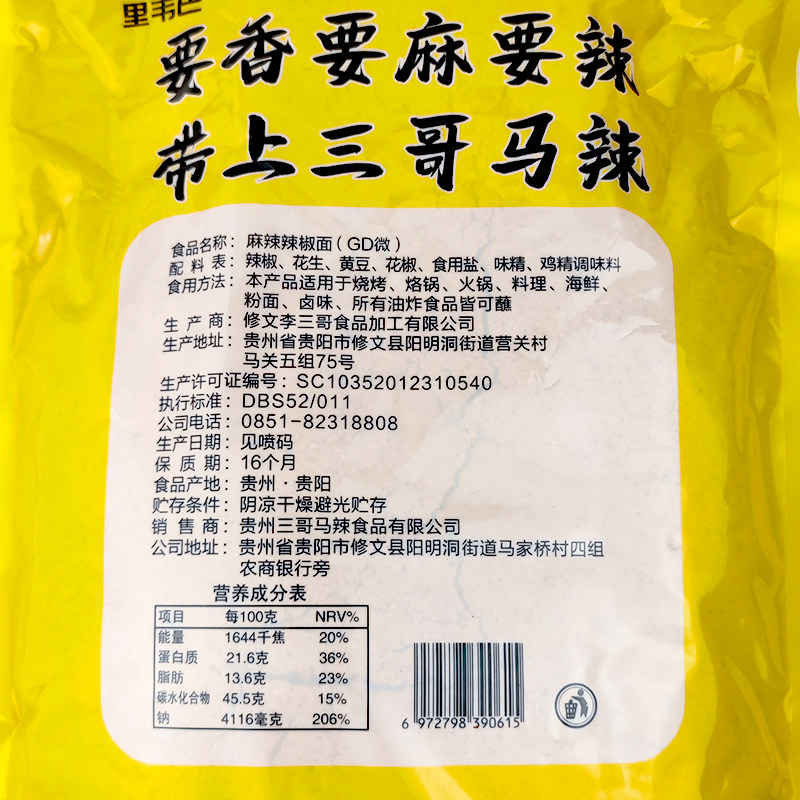 要香要麻要辣
带上三哥马辣
食品名称：麻辣辣椒面（GD微）
配料表：辣椒、花生、黄豆、花椒、食用盐、味精、鸡精调味料
食用方法：本产品适用于烧烤、烙锅、火锅、料理、海鲜、
粉面、卤味、所有油炸食品皆可蘸
生产商：修文李三哥食品加工有限公司
生产地址：贵州省贵阳市修文县阳明洞街道营关村
马关五组75号
生产许可证编号：SC10352012310540
执行标准：DBS52/011
公司电话：0851-82318808
生产日期：见喷码
保质期：16个月
食品产地：贵州·贵阳
贮存条件：阴凉干燥避光贮存
销售商：贵州三哥马辣食品有限公司
公司地址：贵州省贵阳市修文县阳明洞街道马家桥村四组
农商银行旁
营养成分表
项目 每100克 NRV%
能量 1644千焦 20%
蛋白质 21.6克 36%
脂肪 13.6克 23%
碳水化合物 45.5克 15%
钠 4116毫克 206%
6 972798 390615